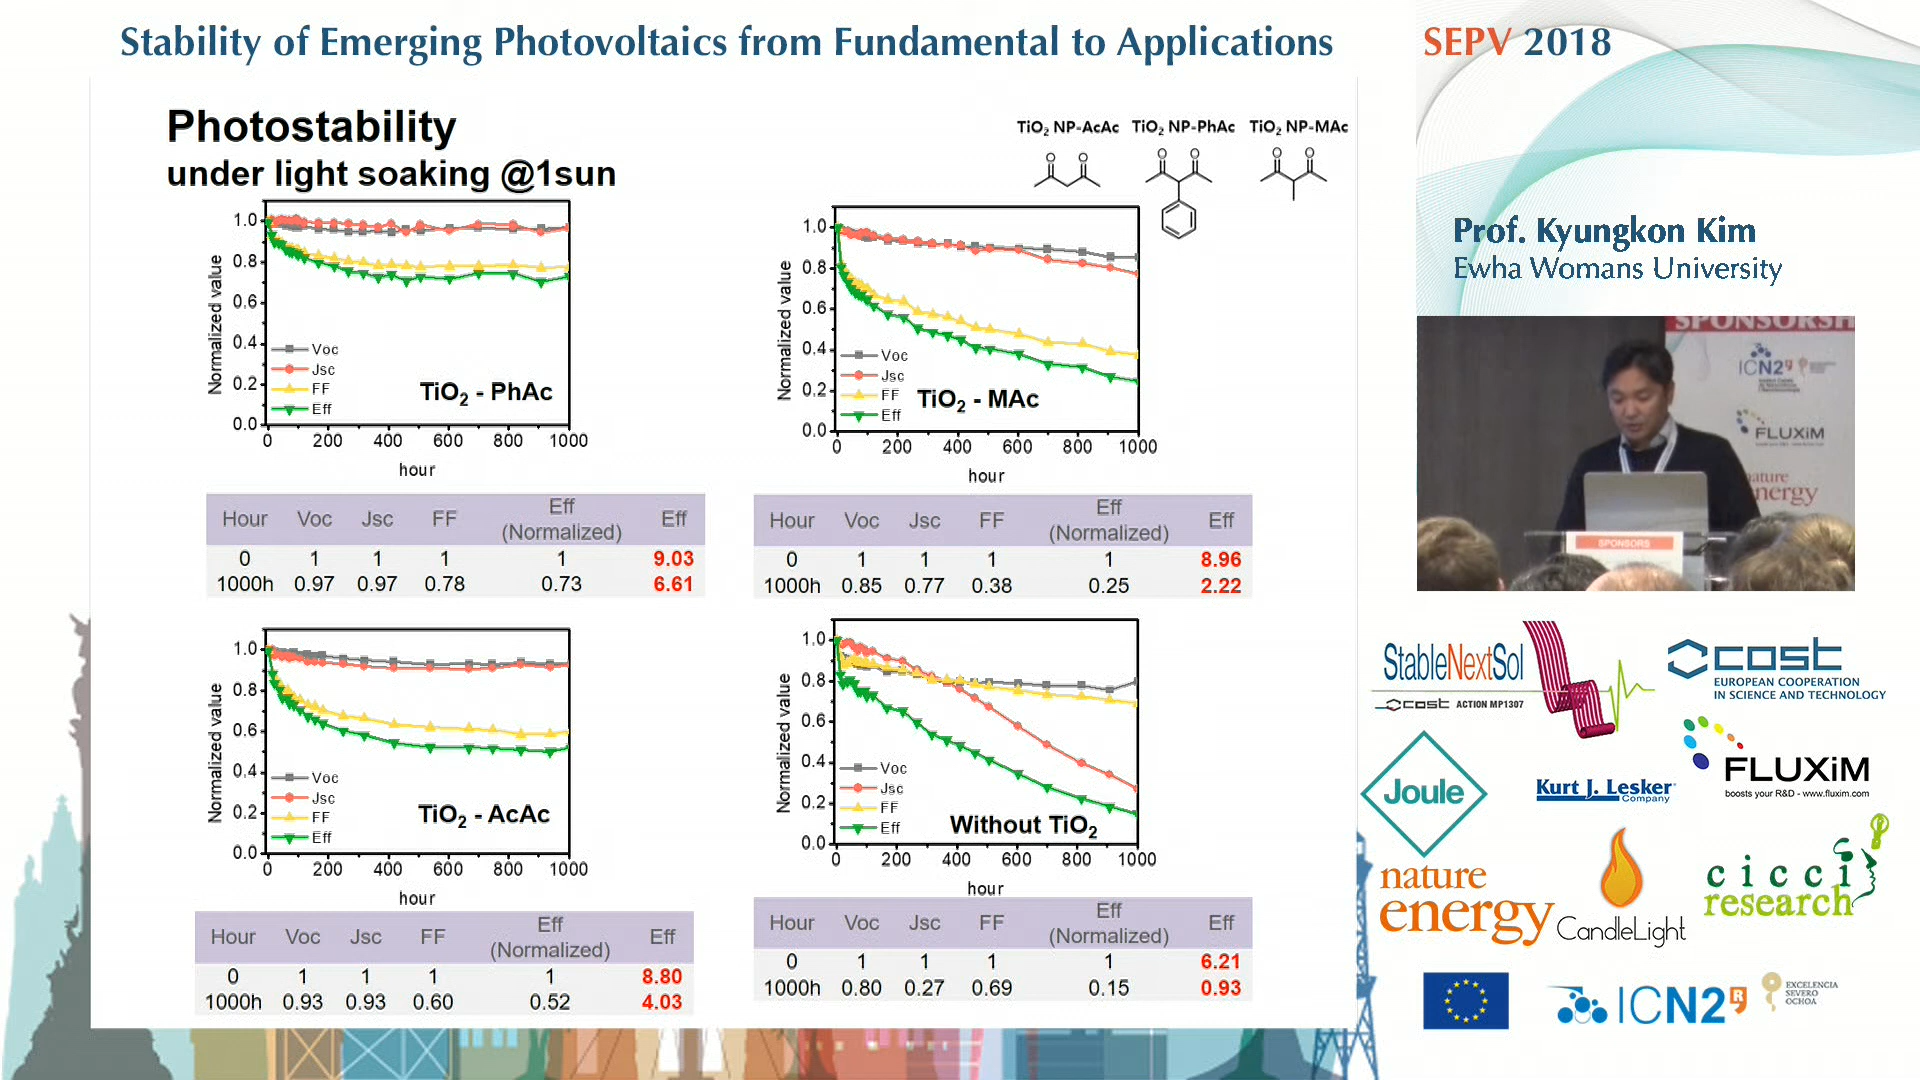 Stability of Emerging Photovoltaics from Fundamental to Applications
SEPV 2018
Photostability
under light soaking @1sun
TiO2 NP-AcAc TiO2 NP-PhAc TiO2 NP-MAc
O O
O O
O O
Prof. Kyungkon Kim
Ewha Womans University
Normalized value
1.0
0.8
0.6
0.4
0.2
0.0
Voc
Jsc
FF
Eff
TiO2 - PhAc
0 200 400 600 800 1000
hour
Hour Voc Jsc FF Eff (Normalized) Eff
0 1 1 1 1 9.03
1000h 0.97 0.97 0.78 0.73 6.61
Normalized value
1.0
0.8
0.6
0.4
0.2
0.0
Voc
Jsc
FF
Eff
TiO2 - MAc
0 200 400 600 800 1000
hour
Hour Voc Jsc FF Eff (Normalized) Eff
0 1 1 1 1 8.96
1000h 0.85 0.77 0.38 0.25 2.22
Normalized value
1.0
0.8
0.6
0.4
0.2
0.0
Voc
Jsc
FF
Eff
TiO2 - AcAc
0 200 400 600 800 1000
hour
Hour Voc Jsc FF Eff (Normalized) Eff
0 1 1 1 1 8.80
1000h 0.93 0.93 0.60 0.52 4.03
Normalized value
1.0
0.8
0.6
0.4
0.2
0.0
Voc
Jsc
FF
Eff
Without TiO2
0 200 400 600 800 1000
hour
Hour Voc Jsc FF Eff (Normalized) Eff
0 1 1 1 1 6.21
1000h 0.80 0.27 0.69 0.15 0.93
SPONSORSH
ICN2
FLUXiM
nature
energy
SPONSORS
StableNextSol
cost ACTION MP1307
cost
EUROPEAN COOPERATION
IN SCIENCE AND TECHNOLOGY
Joule
Kurt J. Lesker
Company
FLUXiM
boosts your R&D - www.fluxim.com
nature
energy
CandleLight
cicci
research
ICN2
EXCELENCIA
SEVERO
OCHOA